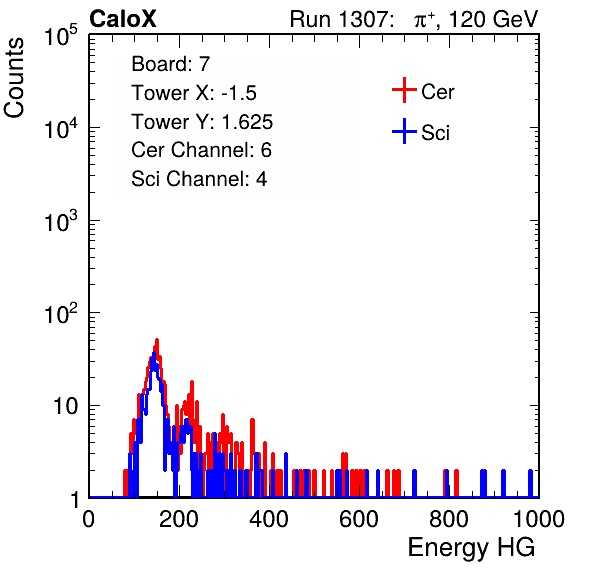 CaloX Run 1307: π⁺, 120 GeV
Board: 7
Tower X: -1.5
Tower Y: 1.625
Cer Channel: 6
Sci Channel: 4
Cer
Sci
Counts
10⁵
10⁴
10³
10²
10
1
0 200 400 600 800 1000
Energy HG